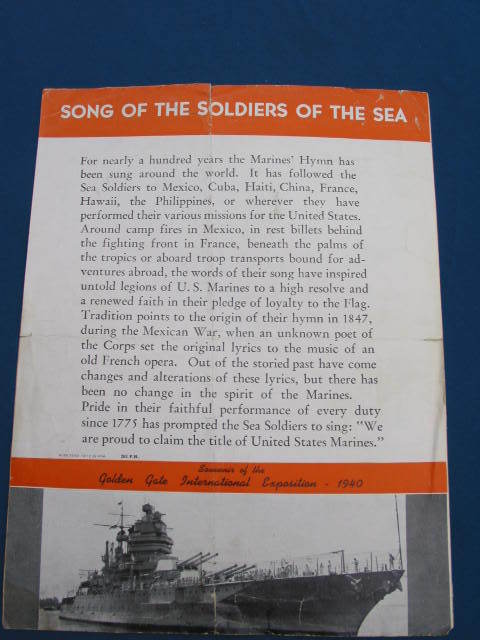 SONG OF THE SOLDIERS OF THE SEA
For nearly a hundred years the Marines' Hymn has
been sung around the world. It has followed the
Sea Soldiers to Mexico, Cuba, Haiti, China, France,
Hawaii, the Philippines, or wherever they have
performed their various missions for the United States.
Around camp fires in Mexico, in rest billets behind
the fighting front in France, beneath the palms of
the tropics or aboard troop transports bound for ad-
ventures abroad, the words of their song have inspired
untold legions of U. S. Marines to a high resolve and
a renewed faith in their pledge of loyalty to the Flag.
Tradition points to the origin of their hymn in 1847,
during the Mexican War, when an unknown poet of
the Corps set the original lyrics to the music of an
old French opera. Out of the storied past have come
changes and alterations of these lyrics, but there has
been no change in the spirit of the Marines.
Pride in their faithful performance of every duty
since 1775 has prompted the Sea Soldiers to sing: "We
are proud to claim the title of United States Marines."
Souvenir of the
Golden Gate International Exposition - 1940